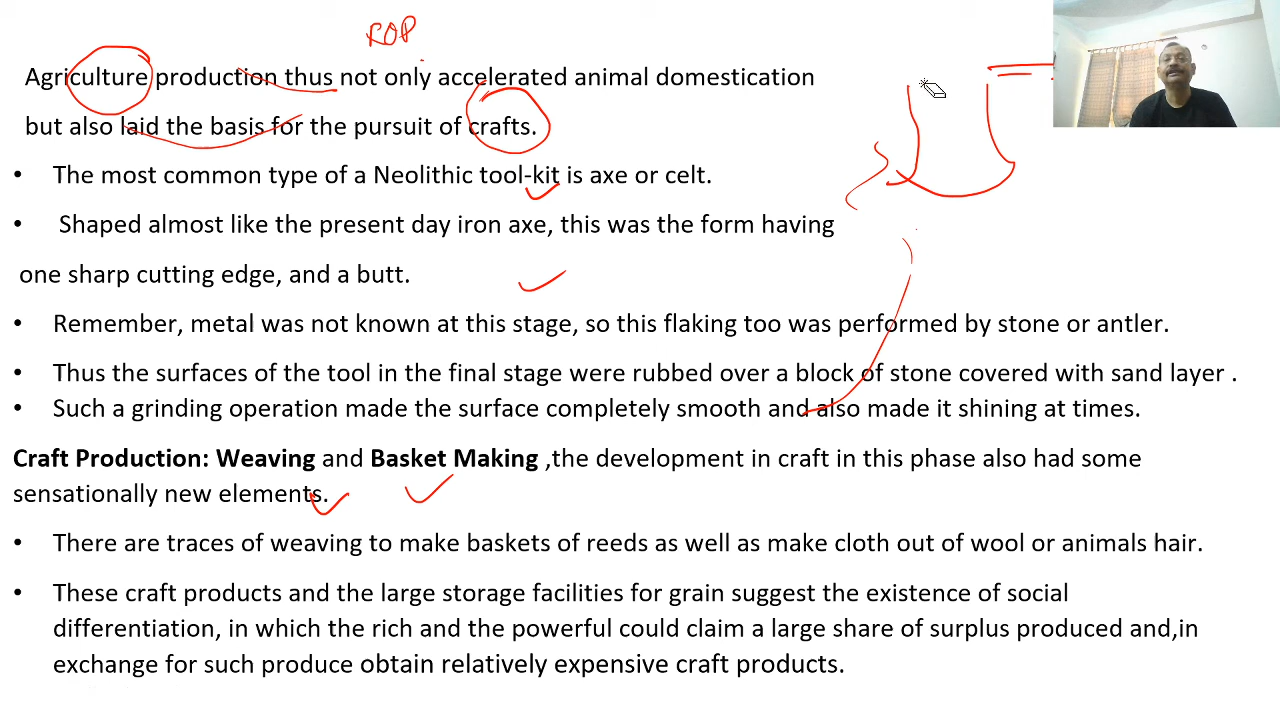 ROP
Agriculture production thus not only accelerated animal domestication
but also laid the basis for the pursuit of crafts.
• The most common type of a Neolithic tool-kit is axe or celt.
• Shaped almost like the present day iron axe, this was the form having
one sharp cutting edge, and a butt.
• Remember, metal was not known at this stage, so this flaking too was performed by stone or antler.
• Thus the surfaces of the tool in the final stage were rubbed over a block of stone covered with sand layer .
• Such a grinding operation made the surface completely smooth and also made it shining at times.
Craft Production: Weaving and Basket Making ,the development in craft in this phase also had some
sensationally new elements.
• There are traces of weaving to make baskets of reeds as well as make cloth out of wool or animals hair.
• These craft products and the large storage facilities for grain suggest the existence of social
differentiation, in which the rich and the powerful could claim a large share of surplus produced and,in
exchange for such produce obtain relatively expensive craft products.